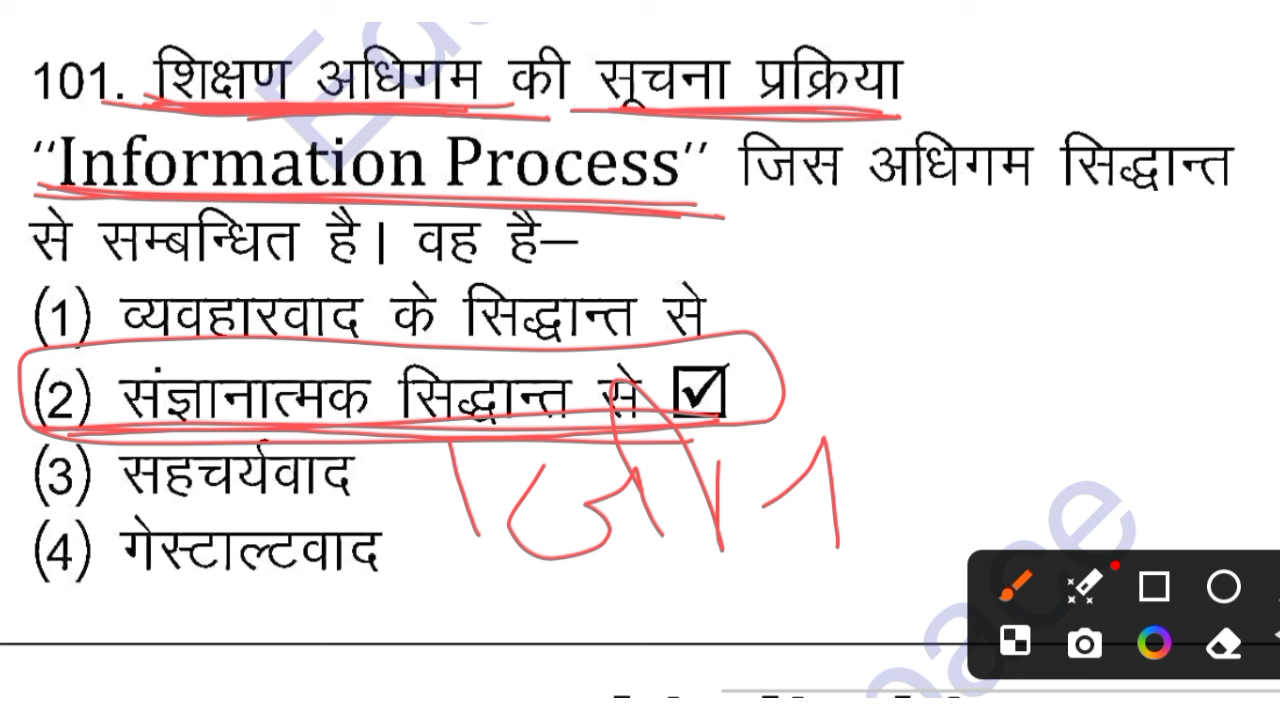 101. शिक्षण अधिगम की सूचना प्रक्रिया
“Information Process” जिस अधिगम सिद्धान्त
से सम्बन्धित है। वह है–
(1) व्यवहारवाद के सिद्धान्त से
(2) संज्ञानात्मक सिद्धान्त से
(3) सहचर्यवाद
(4) गेस्टाल्टवाद